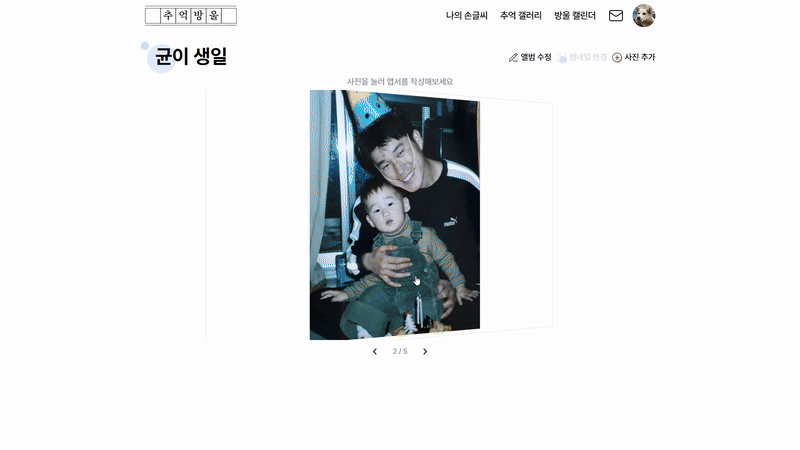 추억방울
나의 손글씨 추억 갤러리 방울 캘린더
균이 생일
앨범 수정 썸네일 변경 사진 추가
사진을 눌러 엽서를 작성해보세요
PUMA
2 / 5